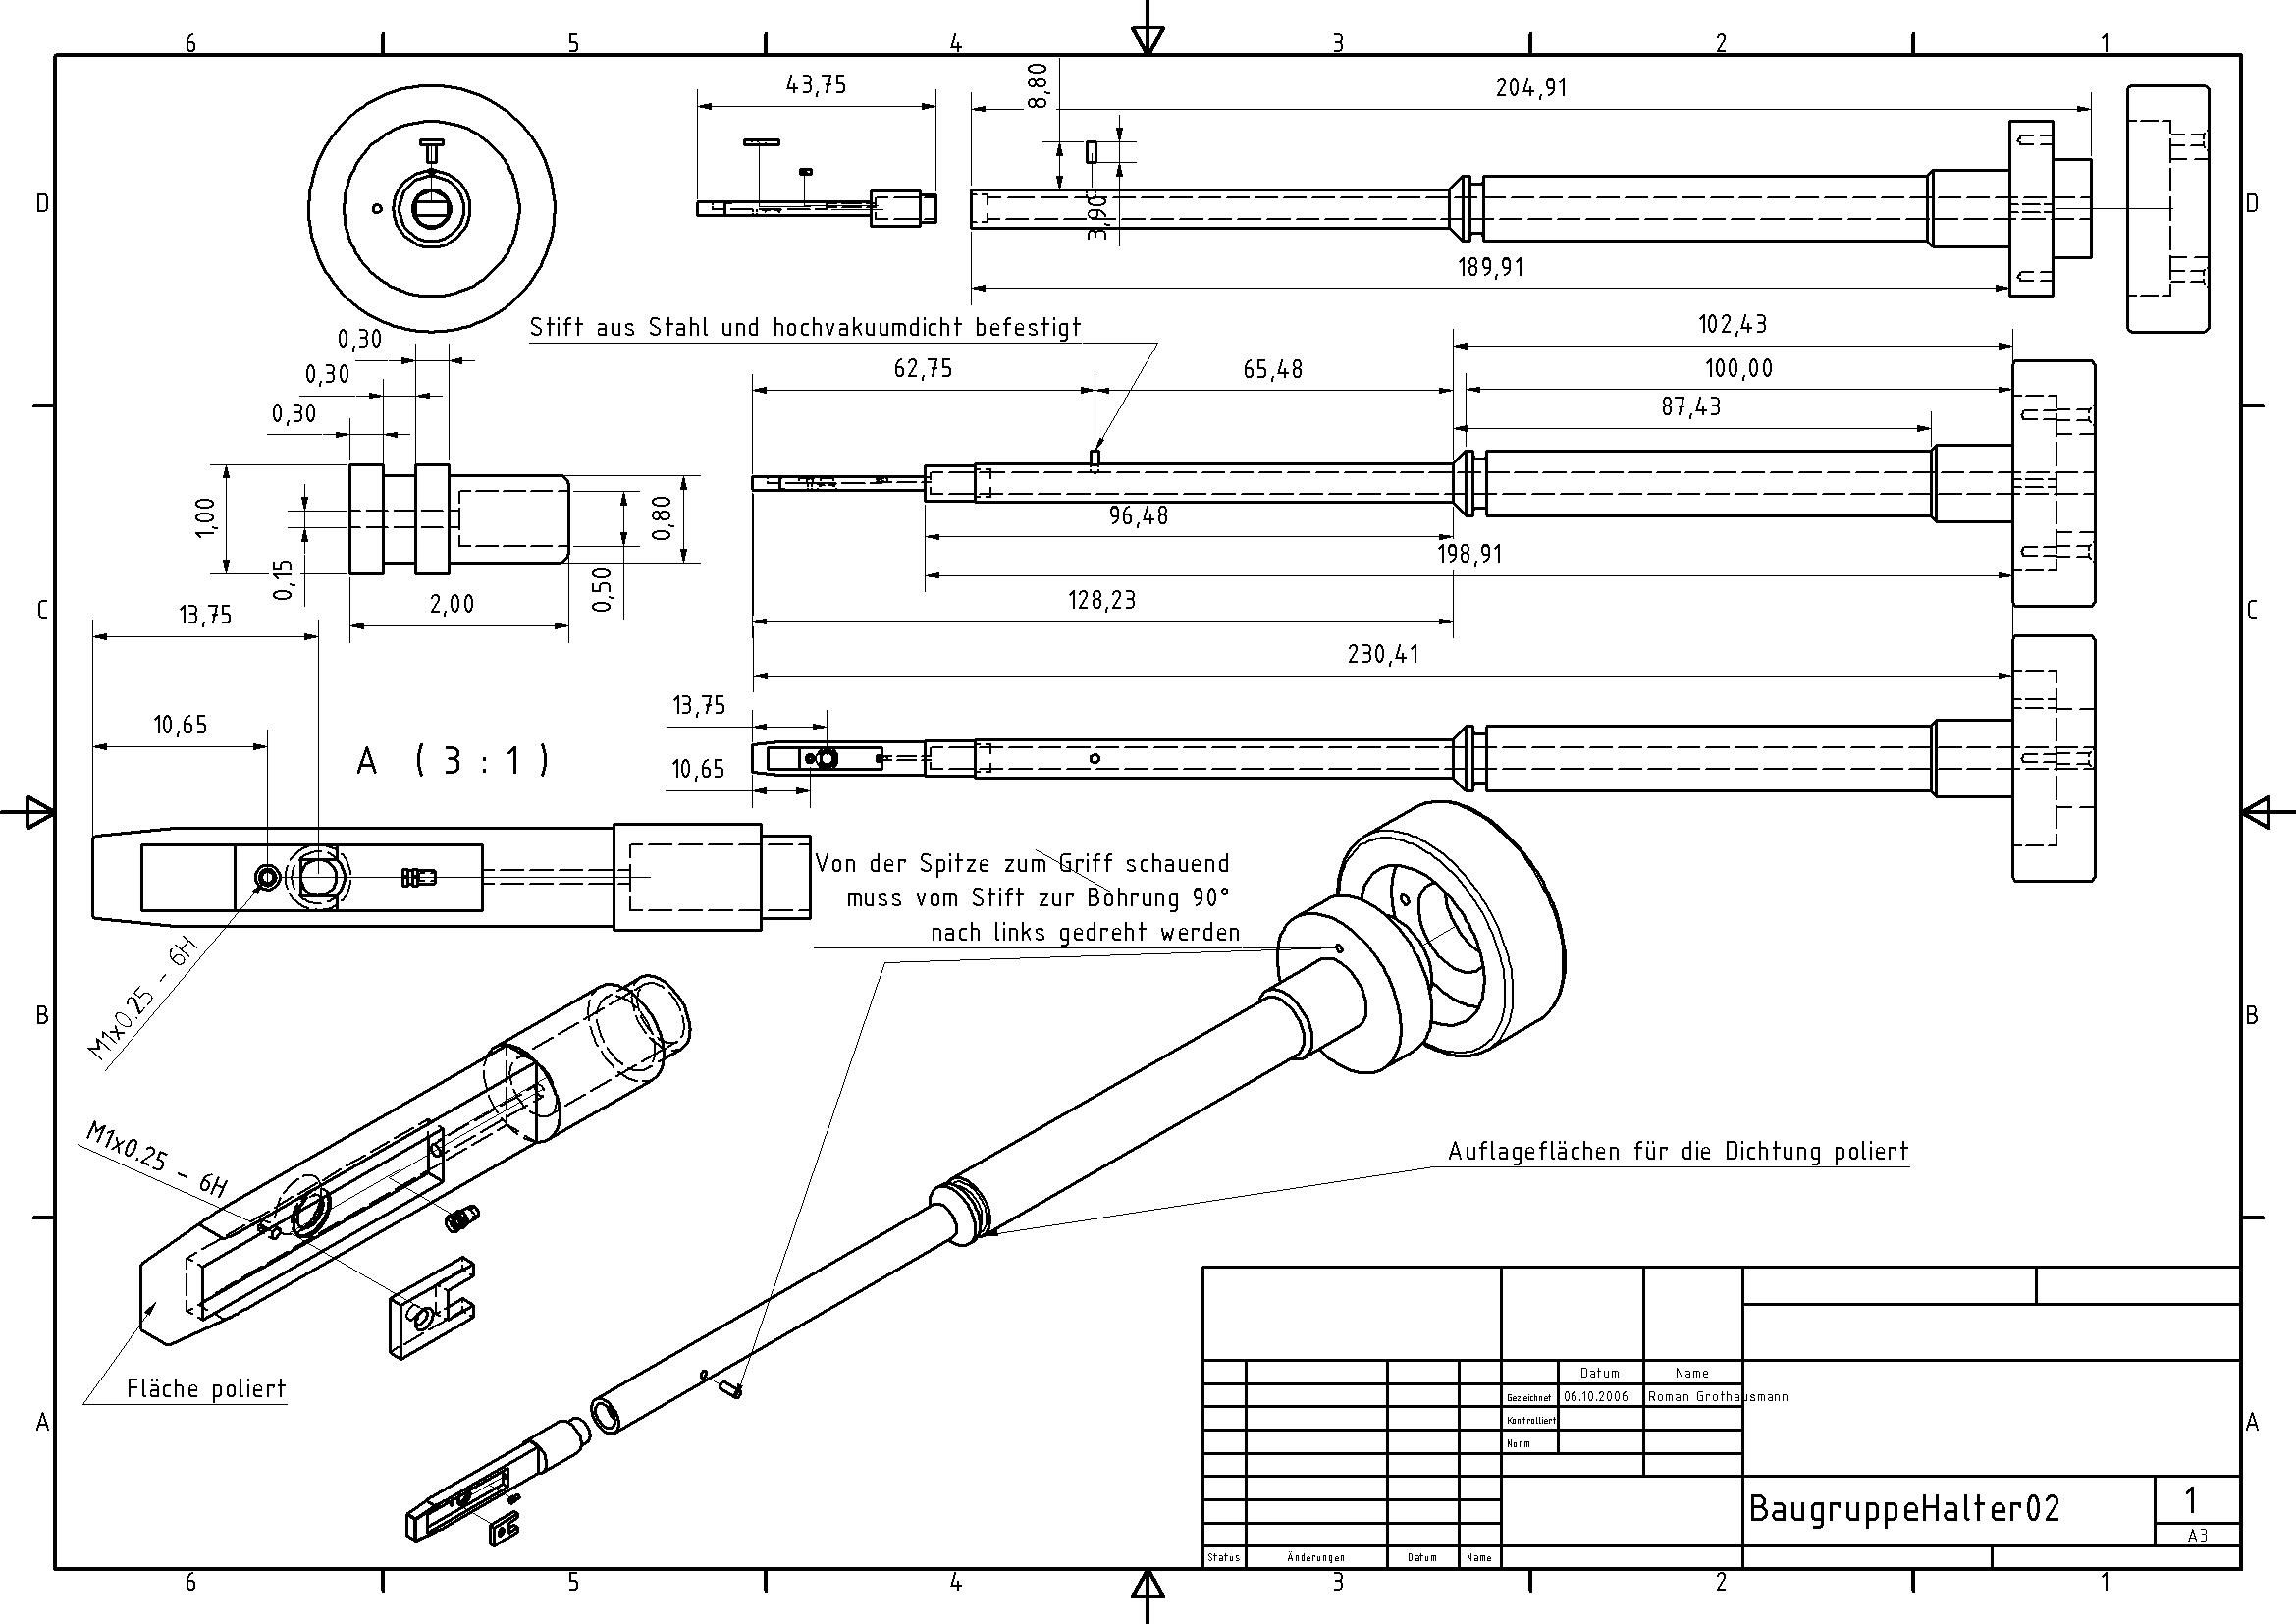 6 5 4 3 2 1
43,75
8,80
204,91
D
D
3,90
189,91
Stift aus Stahl und hochvakuumdicht befestigt
0,30
0,30
0,30
102,43
62,75
65,48
100,00
87,43
1,00
0,15
0,80
0,50
2,00
96,48
198,91
C
C
13,75
128,23
230,41
13,75
10,65
A ( 3 : 1 )
10,65
Von der Spitze zum Griff schauend
muss vom Stift zur Bohrung 90°
nach links gedreht werden
M1x0.25 - 6H
B
B
M1x0.25 - 6H
Auflageflächen für die Dichtung poliert
Fläche poliert
A
A
Datum Name
Gezeichnet 06.10.2006 Roman Grothausmann
Kontrolliert
Norm
BaugruppeHalter02
1
A3
Status Änderungen Datum Name
6 5 4 3 2 1